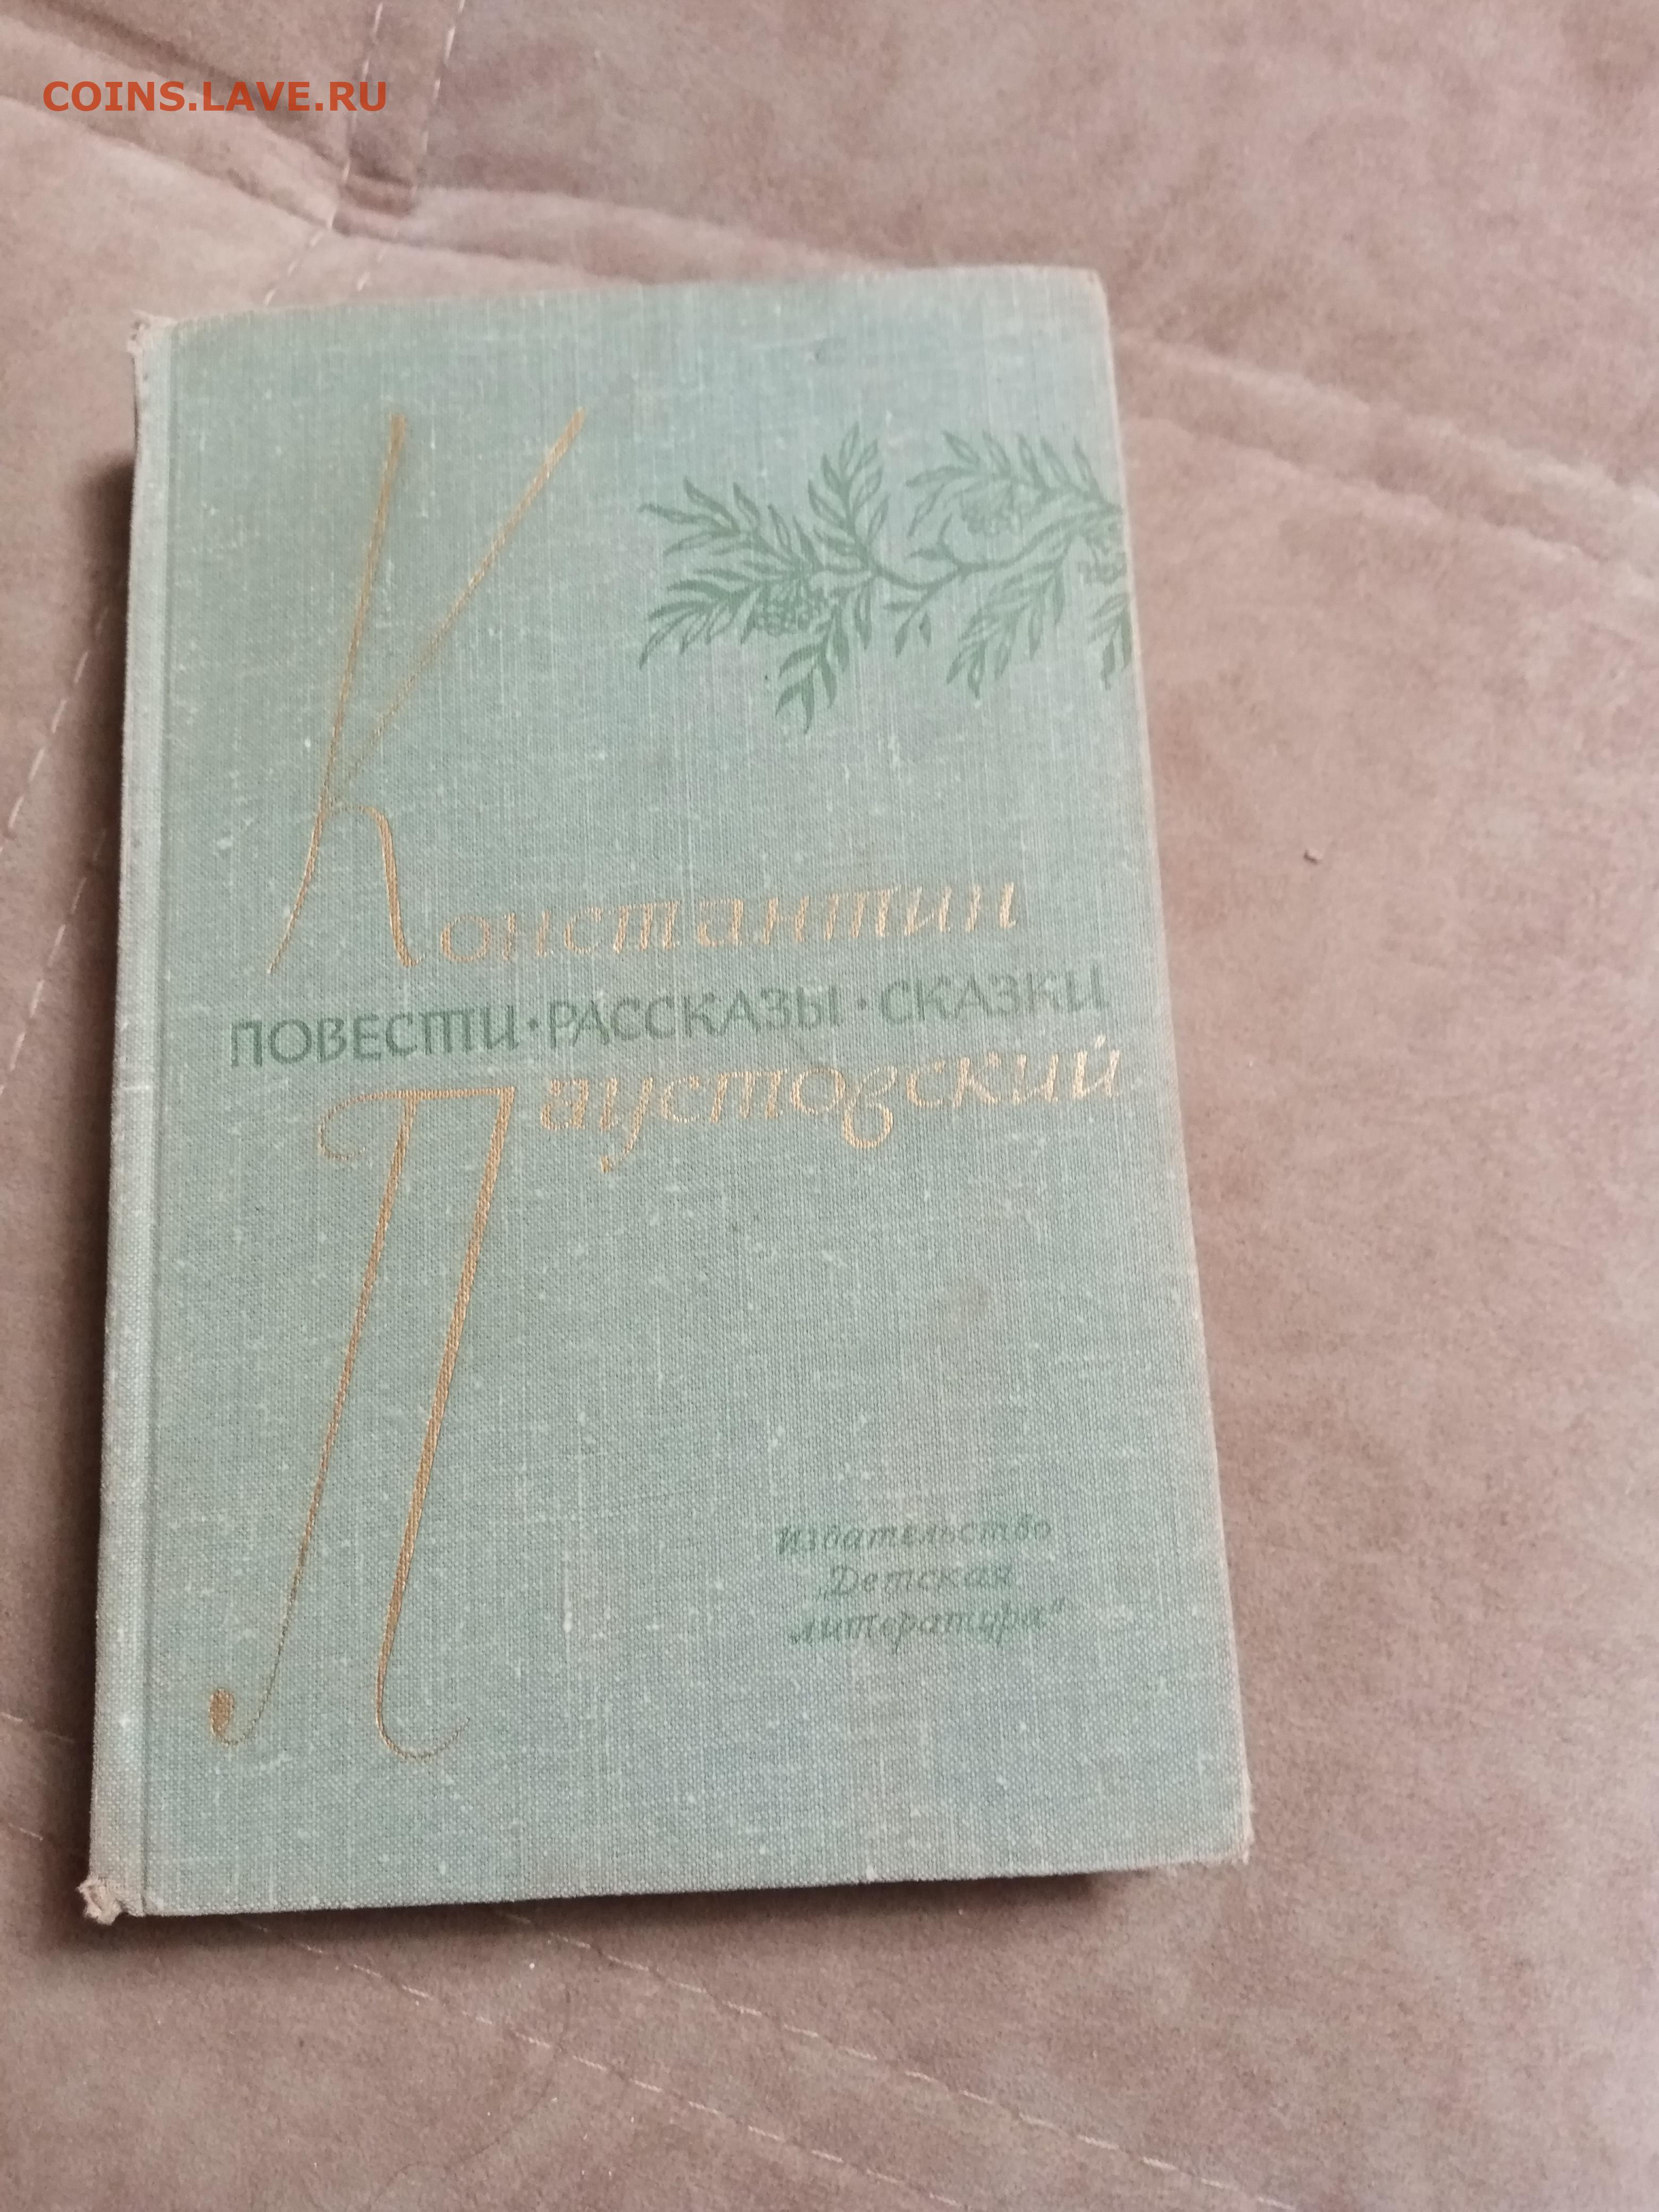 COINS.LAVE.RU
Константин
ПОВЕСТИ·РАССКАЗЫ·СКАЗКИ
Паустовский
Издательство
„Детская
литература"